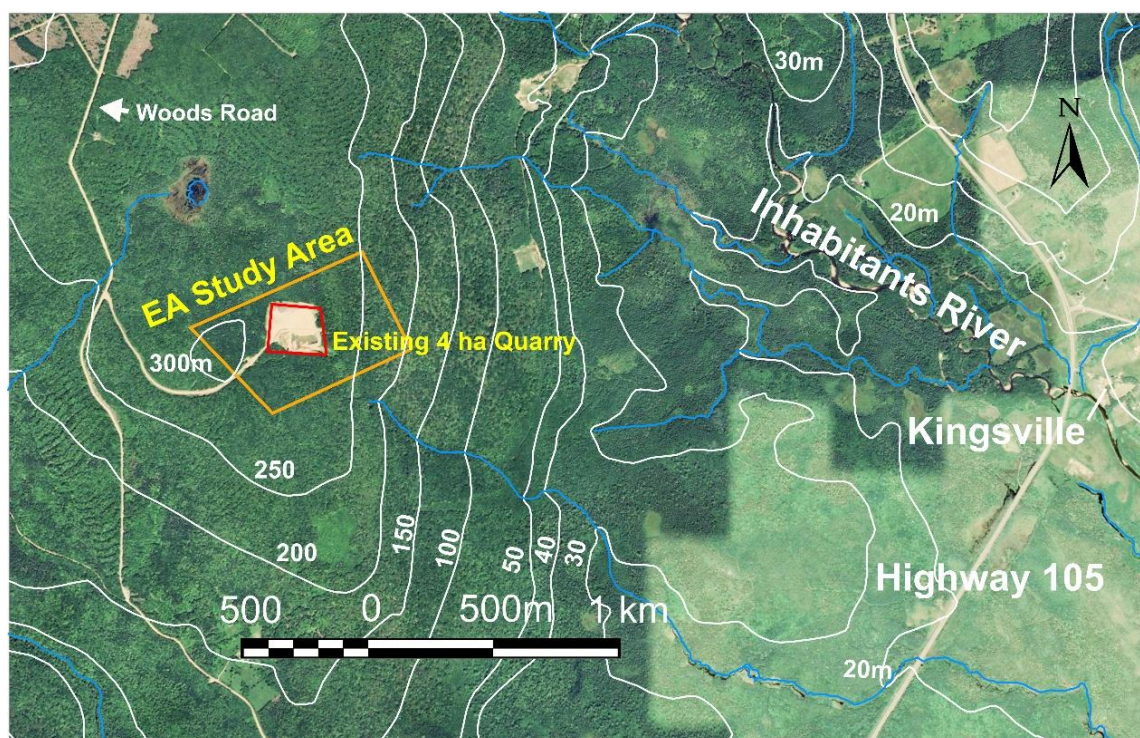 30m
Woods Road
N
20m
Inhabitants River
EA Study Area
Existing 4 ha Quarry
300m
Kingsville
250
200
150
100
50
40
30
Highway 105
500 0 500m 1 km
20m